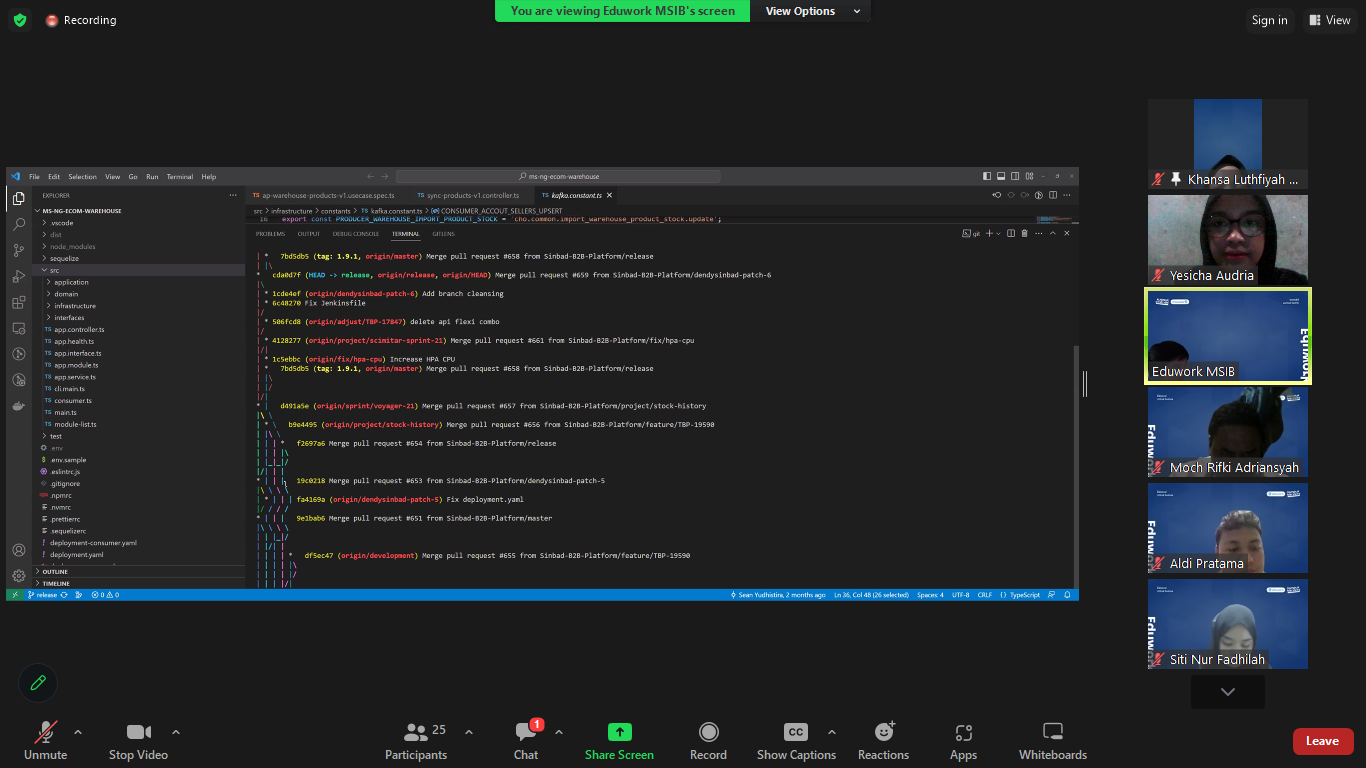 Recording
You are viewing Eduwork MSIB's screen
View Options
Sign in
View
File Edit Selection View Go Run Terminal Help
ms-ng-ecom-warehouse
EXPLORER
MS-NG-ECOM-WAREHOUSE
.vscode
dist
node_modules
sequelize
src
application
domain
infrastructure
interfaces
TS app.controller.ts
TS app.health.ts
TS app.interface.ts
TS app.module.ts
TS app.service.ts
TS cli.main.ts
TS consumer.ts
TS main.ts
TS module-list.ts
test
.env
.env.sample
.eslintrc.js
.gitignore
.npmrc
.nvmrc
.prettierrc
.sequelizerc
! deployment-consumer.yaml
! deployment.yaml
OUTLINE
TIMELINE
TS ap-warehouse-products-v1.usecase.spec.ts
TS sync-products-v1.controller.ts
TS kafka.constant.ts
src > infrastructure > constants > TS kafka.constant.ts > CONSUMER_ACCOUT_SELLERS_UPSERT
export const PRODUCER_WAREHOUSE_IMPORT_PRODUCT_STOCK = 'cho.common.import_warehouse_product_stock.update';
PROBLEMS OUTPUT DEBUG CONSOLE TERMINAL GITLENS
git
| * 7bd5db5 (tag: 1.9.1, origin/master) Merge pull request #658 from Sinbad-B2B-Platform/release
* cda0d7f (HEAD -> release, origin/release, origin/HEAD) Merge pull request #659 from Sinbad-B2B-Platform/dendysinbad-patch-6
| * 1cde4ef (origin/dendysinbad-patch-6) Add branch cleansing
| * 6c48270 Fix Jenkinsfile
| * 506fcd8 (origin/adjust/TBP-17847) delete api flexi combo
| * 4128277 (origin/project/scimitar-sprint-21) Merge pull request #661 from Sinbad-B2B-Platform/fix/hpa-cpu
| * 1c5ebbc (origin/fix/hpa-cpu) Increase HPA CPU
| * 7bd5db5 (tag: 1.9.1, origin/master) Merge pull request #658 from Sinbad-B2B-Platform/release
* | d491a5e (origin/sprint/voyager-21) Merge pull request #657 from Sinbad-B2B-Platform/project/stock-history
| * \ b9e4495 (origin/project/stock-history) Merge pull request #656 from Sinbad-B2B-Platform/feature/TBP-19590
| | | * f2697a6 Merge pull request #654 from Sinbad-B2B-Platform/release
* | | | 19c0218 Merge pull request #653 from Sinbad-B2B-Platform/dendysinbad-patch-5
| * | | | fa4169a (origin/dendysinbad-patch-5) Fix deployment.yaml
* | | | 9e1bab6 Merge pull request #651 from Sinbad-B2B-Platform/master
| | | | * df5ec47 (origin/development) Merge pull request #655 from Sinbad-B2B-Platform/feature/TBP-19590
release
0 0
Sean Yudhistira, 2 months ago
Ln 36, Col 48 (26 selected)
Spaces: 4
UTF-8
CRLF
{ } TypeScript
Khansa Luthfiyah ...
Yesicha Audria
Eduwork MSIB
Moch Rifki Adriansyah
Aldi Pratama
Siti Nur Fadhilah
Unmute
Stop Video
Participants
25
Chat
1
Share Screen
Record
CC
Show Captions
Reactions
Apps
Whiteboards
Leave